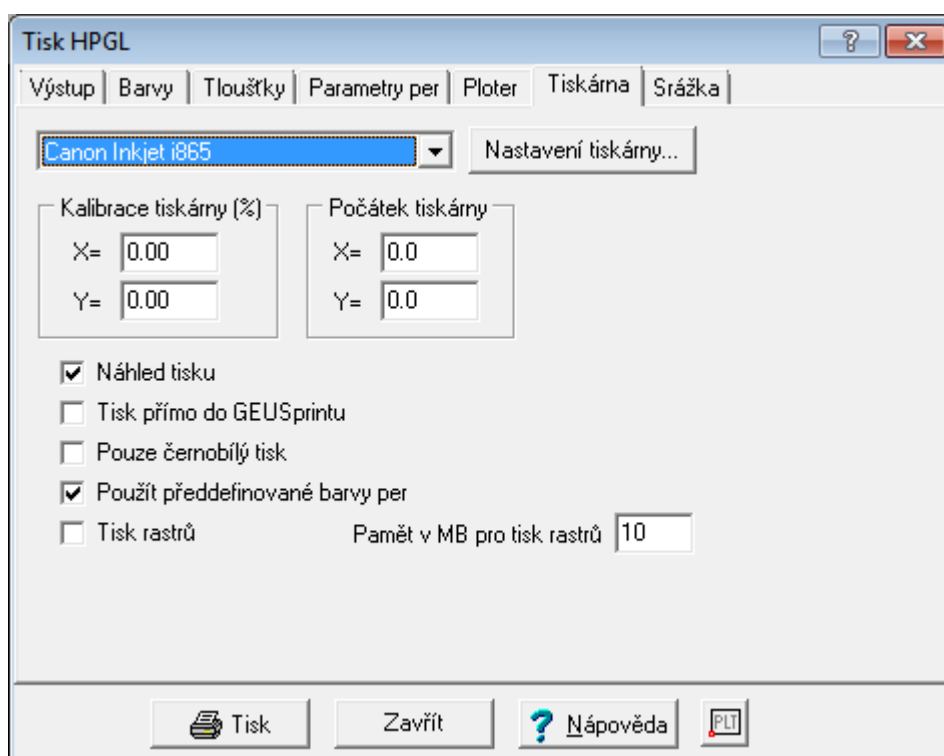 Tisk HPGL
Výstup Barvy Tloušťky Parametry per Ploter Tiskárna Srážka
Canon Inkjet i865 Nastavení tiskárny...
Kalibrace tiskárny (%) Počátek tiskárny
X= 0.00 X= 0.0
Y= 0.00 Y= 0.0
Náhled tisku
Tisk přímo do GEUSprintu
Pouze černobílý tisk
Použít předdefinované barvy per
Tisk rastrů Pamět v MB pro tisk rastrů 10
Tisk Zavřít Nápověda PLT